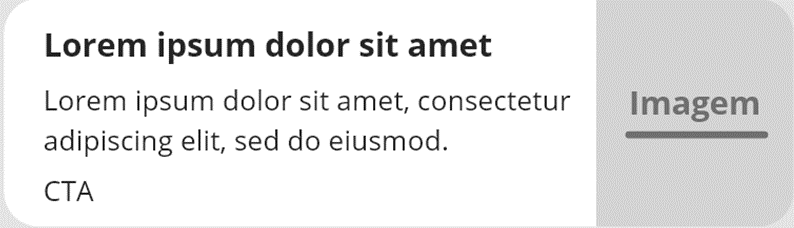 Lorem ipsum dolor sit amet
Lorem ipsum dolor sit amet, consectetur
adipiscing elit, sed do eiusmod.
CTA
Imagem